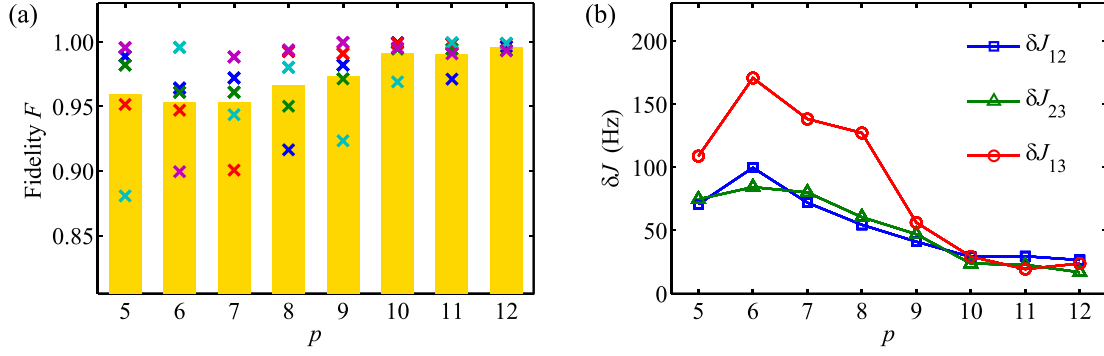 (a)
Fidelity F
1.00
0.95
0.90
0.85
5 6 7 8 9 10 11 12
p
(b)
δJ (Hz)
200
150
100
50
0
δJ₁₂
δJ₂₃
δJ₁₃
5 6 7 8 9 10 11 12
p